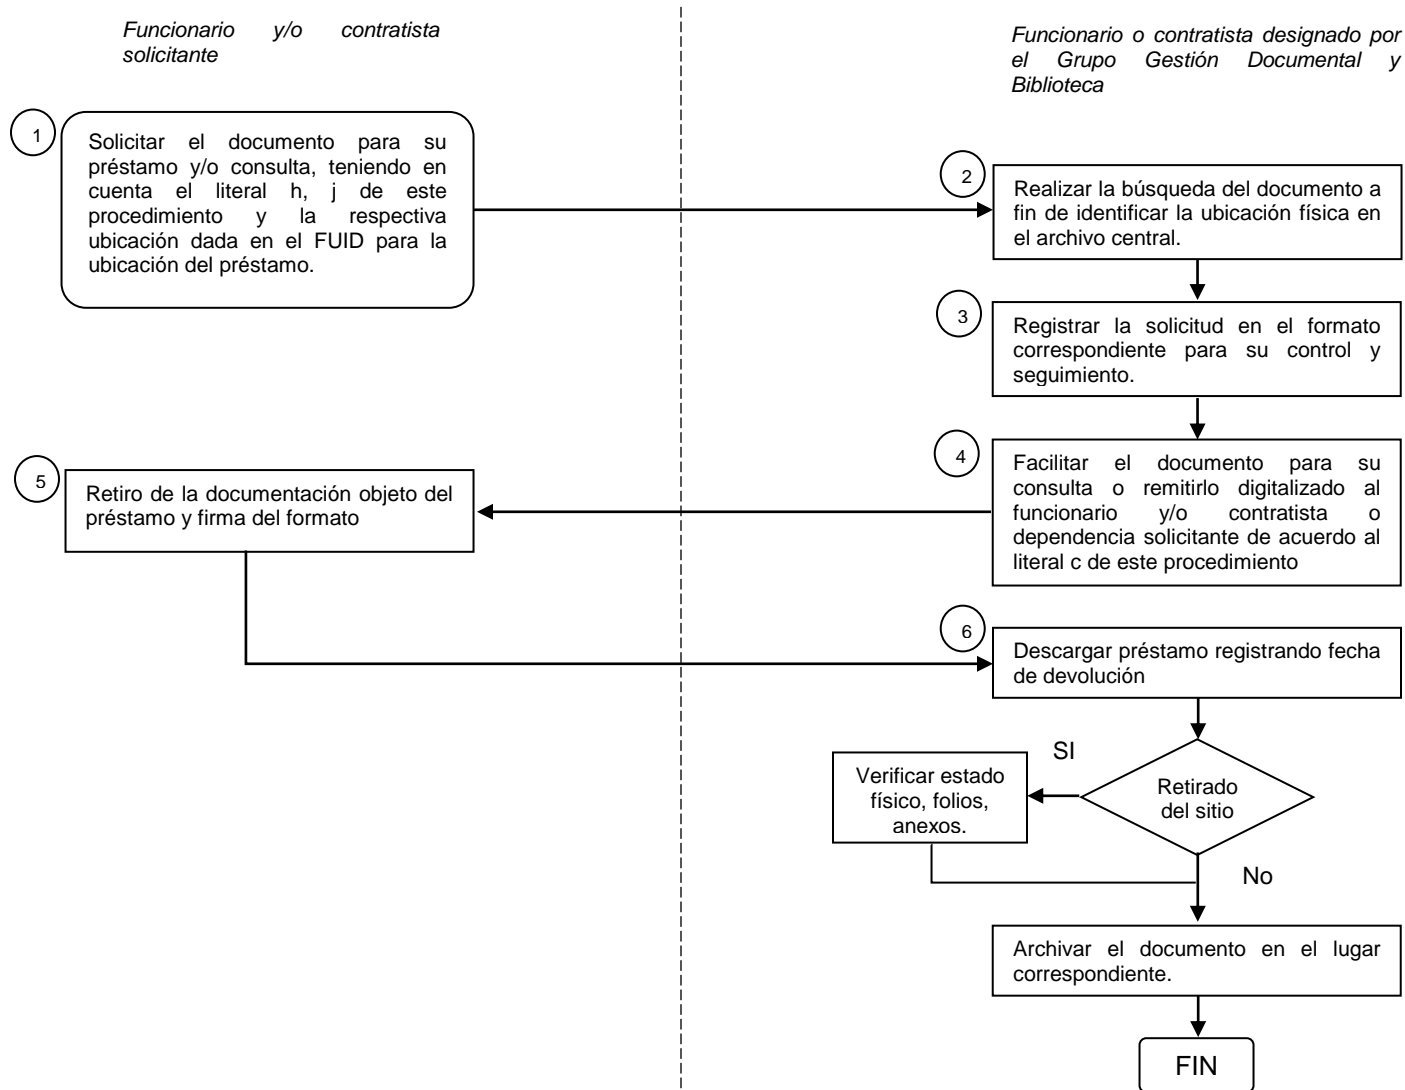 Funcionario y/o contratista
solicitante
Funcionario o contratista designado por
el Grupo Gestión Documental y
Biblioteca
1
Solicitar el documento para su
préstamo y/o consulta, teniendo en
cuenta el literal h, j de este
procedimiento y la respectiva
ubicación dada en el FUID para la
ubicación del préstamo.
2
Realizar la búsqueda del documento a
fin de identificar la ubicación física en
el archivo central.
3
Registrar la solicitud en el formato
correspondiente para su control y
seguimiento.
4
Facilitar el documento para su
consulta o remitirlo digitalizado al
funcionario y/o contratista o
dependencia solicitante de acuerdo al
literal c de este procedimiento
5
Retiro de la documentación objeto del
préstamo y firma del formato
6
Descargar préstamo registrando fecha
de devolución
SI
Retirado
del sitio
Verificar estado
físico, folios,
anexos.
No
Archivar el documento en el lugar
correspondiente.
FIN